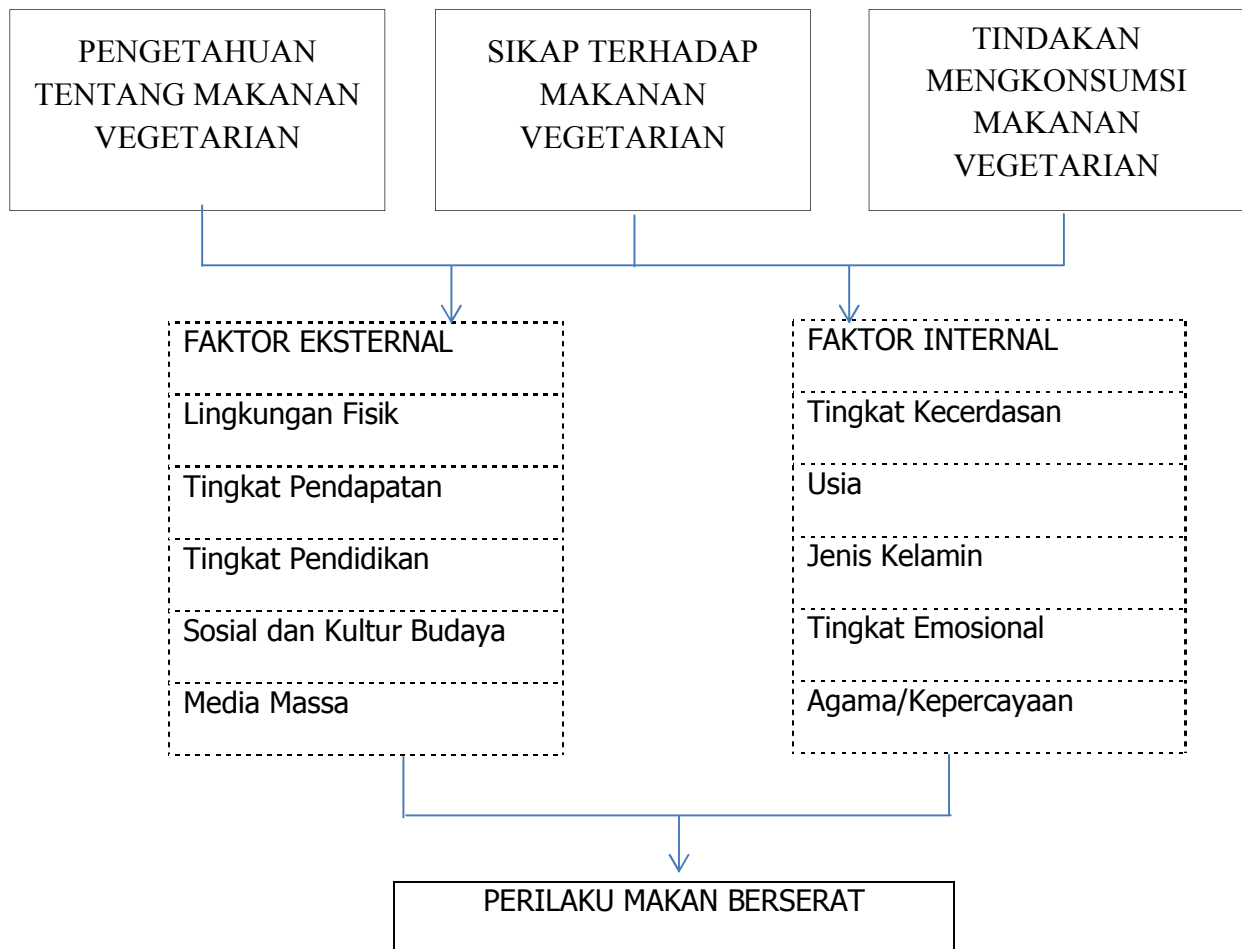 PENGETAHUAN
TENTANG MAKANAN
VEGETARIAN
SIKAP TERHADAP
MAKANAN
VEGETARIAN
TINDAKAN
MENGKONSUMSI
MAKANAN
VEGETARIAN
FAKTOR EKSTERNAL
Lingkungan Fisik
Tingkat Pendapatan
Tingkat Pendidikan
Sosial dan Kultur Budaya
Media Massa
FAKTOR INTERNAL
Tingkat Kecerdasan
Usia
Jenis Kelamin
Tingkat Emosional
Agama/Kepercayaan
PERILAKU MAKAN BERSERAT